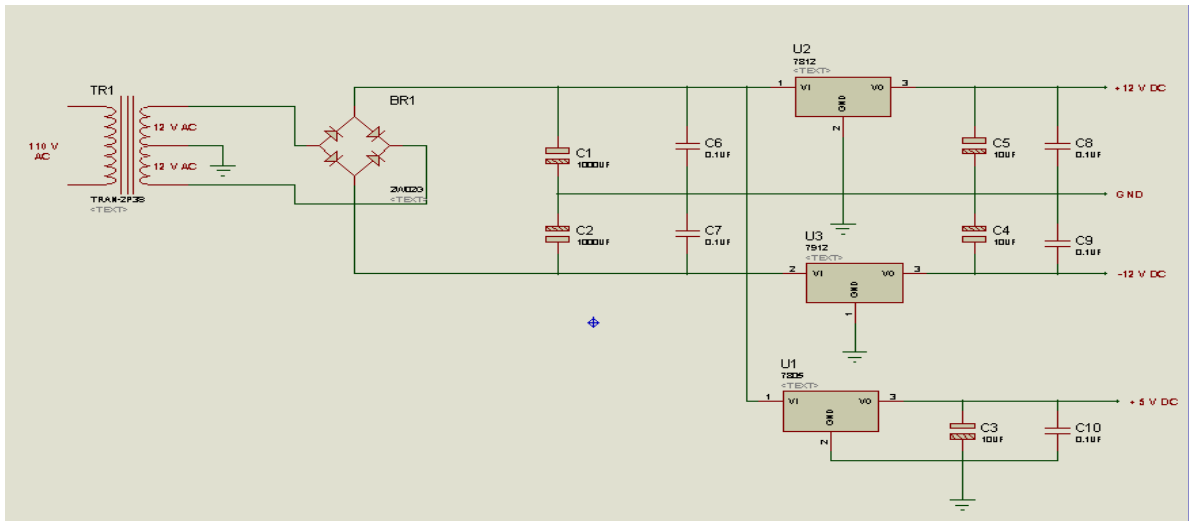 TR1
110 V
AC
12 V AC
12 V AC
TRAN-2P3S
<TEXT>
BR1
2W02G
<TEXT>
C1
1000UF
C2
1000UF
C6
0.1UF
C7
0.1UF
U2
7812
<TEXT>
1
VI
VO
3
GND
2
C5
10UF
C8
0.1UF
+12 V DC
GND
C4
10UF
C9
0.1UF
U3
7912
<TEXT>
2
VI
VO
3
GND
1
-12 V DC
U1
7805
<TEXT>
1
VI
VO
3
GND
2
C3
10UF
C10
0.1UF
+ 5 V DC